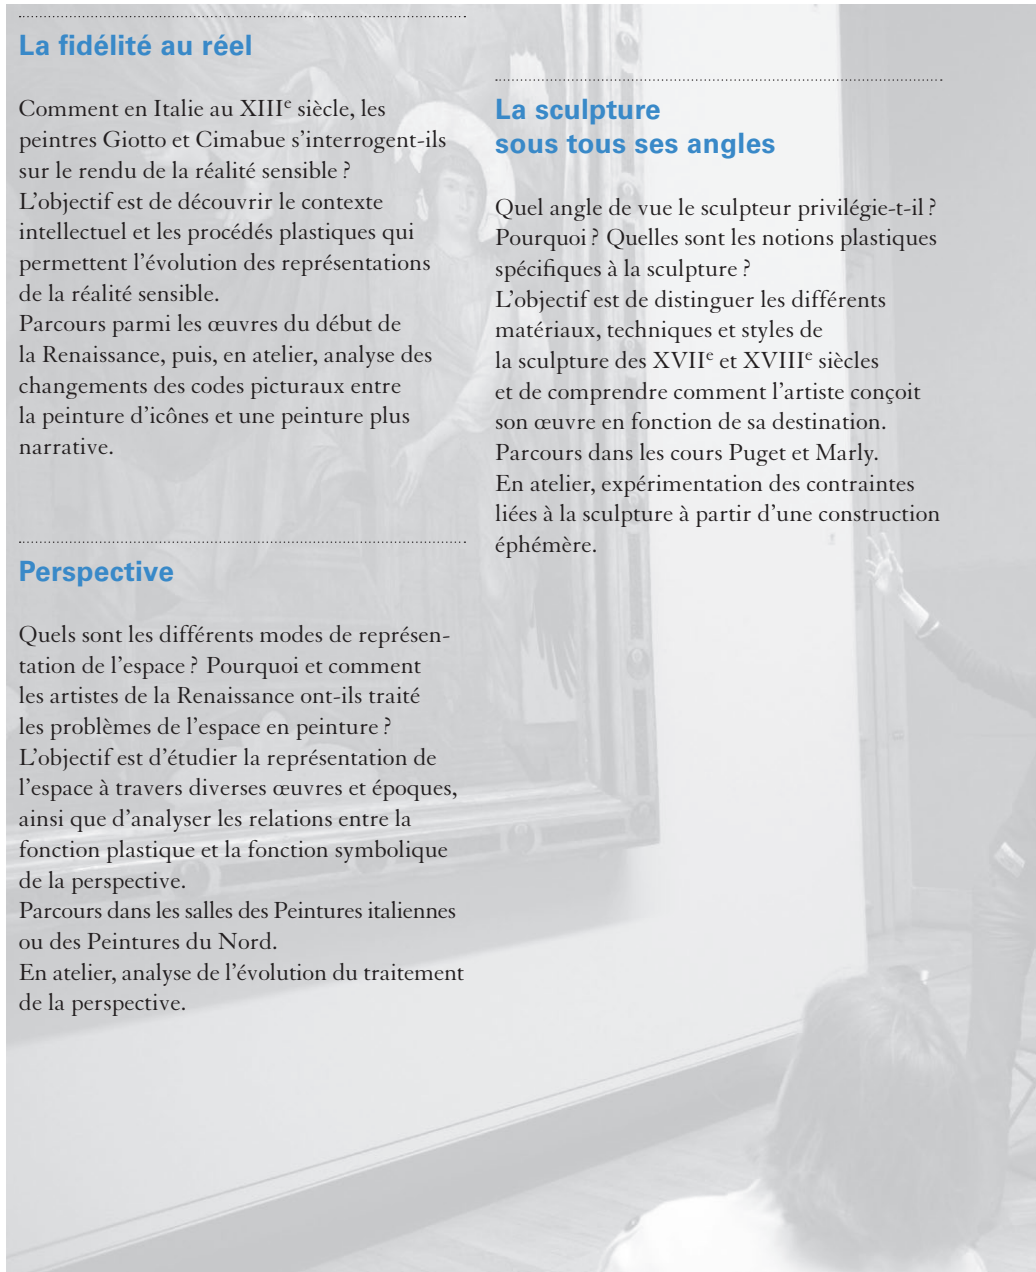 La fidélité au réel
Comment en Italie au XIIIe siècle, les
peintres Giotto et Cimabue s’interrogent-ils
sur le rendu de la réalité sensible ?
L’objectif est de découvrir le contexte
intellectuel et les procédés plastiques qui
permettent l’évolution des représentations
de la réalité sensible.
Parcours parmi les œuvres du début de
la Renaissance, puis, en atelier, analyse des
changements des codes picturaux entre
la peinture d’icônes et une peinture plus
narrative.
Perspective
Quels sont les différents modes de représen-
tation de l’espace ? Pourquoi et comment
les artistes de la Renaissance ont-ils traité
les problèmes de l’espace en peinture ?
L’objectif est d’étudier la représentation de
l’espace à travers diverses œuvres et époques,
ainsi que d’analyser les relations entre la
fonction plastique et la fonction symbolique
de la perspective.
Parcours dans les salles des Peintures italiennes
ou des Peintures du Nord.
En atelier, analyse de l’évolution du traitement
de la perspective.
La sculpture
sous tous ses angles
Quel angle de vue le sculpteur privilégie-t-il ?
Pourquoi ? Quelles sont les notions plastiques
spécifiques à la sculpture ?
L’objectif est de distinguer les différents
matériaux, techniques et styles de
la sculpture des XVIIe et XVIIIe siècles
et de comprendre comment l’artiste conçoit
son œuvre en fonction de sa destination.
Parcours dans les cours Puget et Marly.
En atelier, expérimentation des contraintes
liées à la sculpture à partir d’une construction
éphémère.